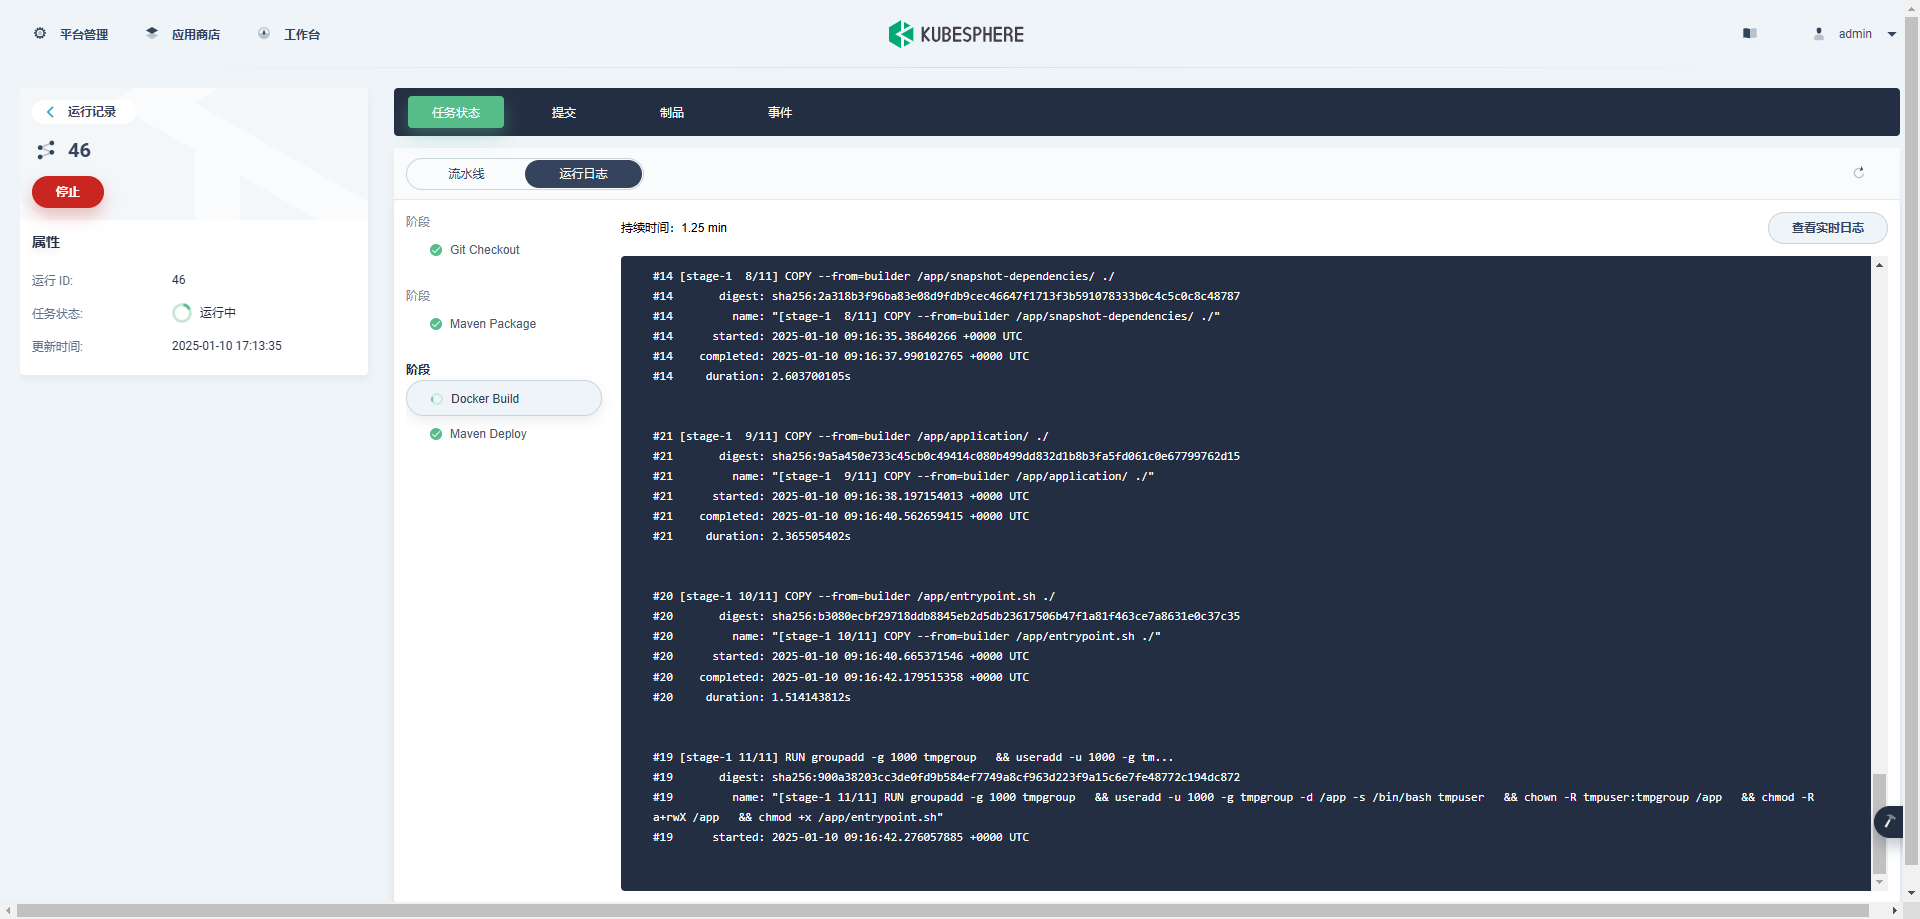 平台管理
应用商店
工作台
KUBESPHERE
admin
运行记录
46
停止
属性
运行 ID:
46
任务状态:
运行中
更新时间:
2025-01-10 17:13:35
任务状态
提交
制品
事件
流水线
运行日志
阶段
Git Checkout
阶段
Maven Package
阶段
Docker Build
Maven Deploy
持续时间: 1.25 min
查看实时日志
#14 [stage-1  8/11] COPY --from=builder /app/snapshot-dependencies/ ./
#14       digest: sha256:2a318b3f96ba83e08d9fdb9cec46647f1713f3b591078333b0c4c5c0c8c48787
#14         name: "[stage-1  8/11] COPY --from=builder /app/snapshot-dependencies/ ./"
#14      started: 2025-01-10 09:16:35.38640266 +0000 UTC
#14    completed: 2025-01-10 09:16:37.990102765 +0000 UTC
#14     duration: 2.603700105s
#21 [stage-1  9/11] COPY --from=builder /app/application/ ./
#21       digest: sha256:9a5a450e733c45cb0c49414c080b499dd832d1b8b3fa5fd061c0e67799762d15
#21         name: "[stage-1  9/11] COPY --from=builder /app/application/ ./"
#21      started: 2025-01-10 09:16:38.197154013 +0000 UTC
#21    completed: 2025-01-10 09:16:40.562659415 +0000 UTC
#21     duration: 2.365505402s
#20 [stage-1 10/11] COPY --from=builder /app/entrypoint.sh ./
#20       digest: sha256:b3080ecbf29718ddb8845eb2d5db23617506b47f1a81f463ce7a8631e0c37c35
#20         name: "[stage-1 10/11] COPY --from=builder /app/entrypoint.sh ./"
#20      started: 2025-01-10 09:16:40.665371546 +0000 UTC
#20    completed: 2025-01-10 09:16:42.179515358 +0000 UTC
#20     duration: 1.514143812s
#19 [stage-1 11/11] RUN groupadd -g 1000 tmpgroup   && useradd -u 1000 -g tm...
#19       digest: sha256:900a38203cc3de0fd9b584ef7749a8cf963d223f9a15c6e7fe48772c194dc872
#19         name: "[stage-1 11/11] RUN groupadd -g 1000 tmpgroup   && useradd -u 1000 -g tmpgroup -d /app -s /bin/bash tmpuser   && chown -R tmpuser:tmpgroup /app   && chmod -R
a+rwX /app   && chmod +x /app/entrypoint.sh"
#19      started: 2025-01-10 09:16:42.276057885 +0000 UTC